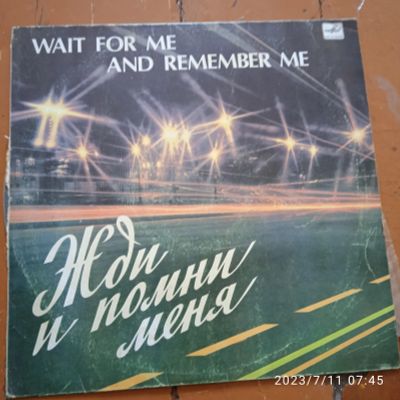 WAIT FOR ME
AND REMEMBER ME
Жди
и помни
меня
2023/7/11 07:45